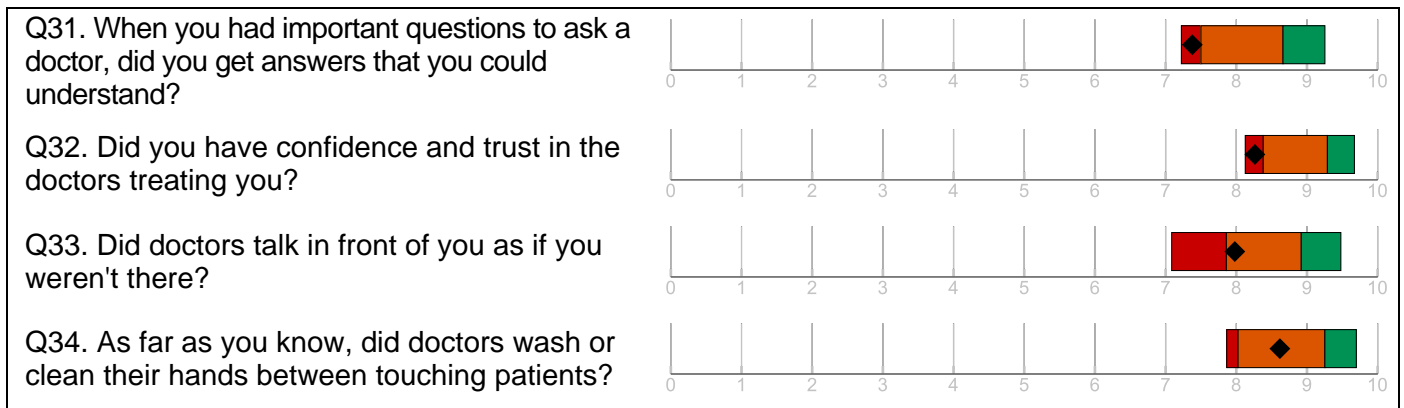 Q31. When you had important questions to ask a
doctor, did you get answers that you could
understand?
0 1 2 3 4 5 6 7 8 9 10
Q32. Did you have confidence and trust in the
doctors treating you?
0 1 2 3 4 5 6 7 8 9 10
Q33. Did doctors talk in front of you as if you
weren't there?
0 1 2 3 4 5 6 7 8 9 10
Q34. As far as you know, did doctors wash or
clean their hands between touching patients?
0 1 2 3 4 5 6 7 8 9 10